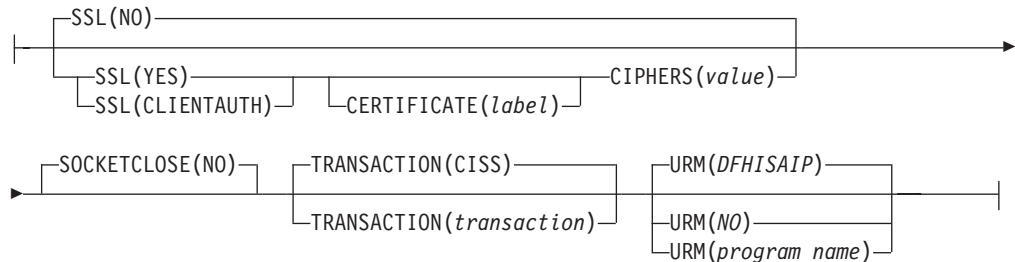 SSL(NO)
SSL(YES) CIPHERS(value)
SSL(CLIENTAUTH) CERTIFICATE(label)
SOCKETCLOSE(NO) TRANSACTION(CISS) URM(DFHISAIP)
TRANSACTION(transaction) URM(NO)
URM(program name)